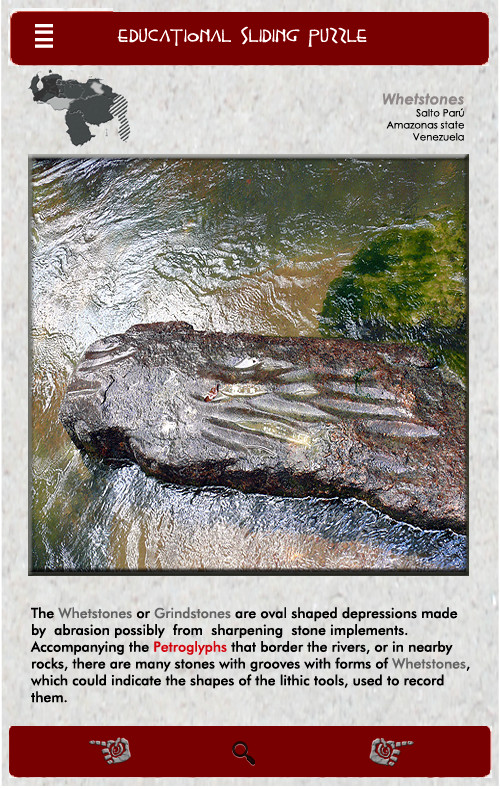 EDUCATIONAL SLIDING PUZZLE
Whetstones
Salto Parú
Amazonas state
Venezuela
The Whetstones or Grindstones are oval shaped depressions made
by abrasion possibly from sharpening stone implements.
Accompanying the Petroglyphs that border the rivers, or in nearby
rocks, there are many stones with grooves with forms of Whetstones,
which could indicate the shapes of the lithic tools, used to record
them.